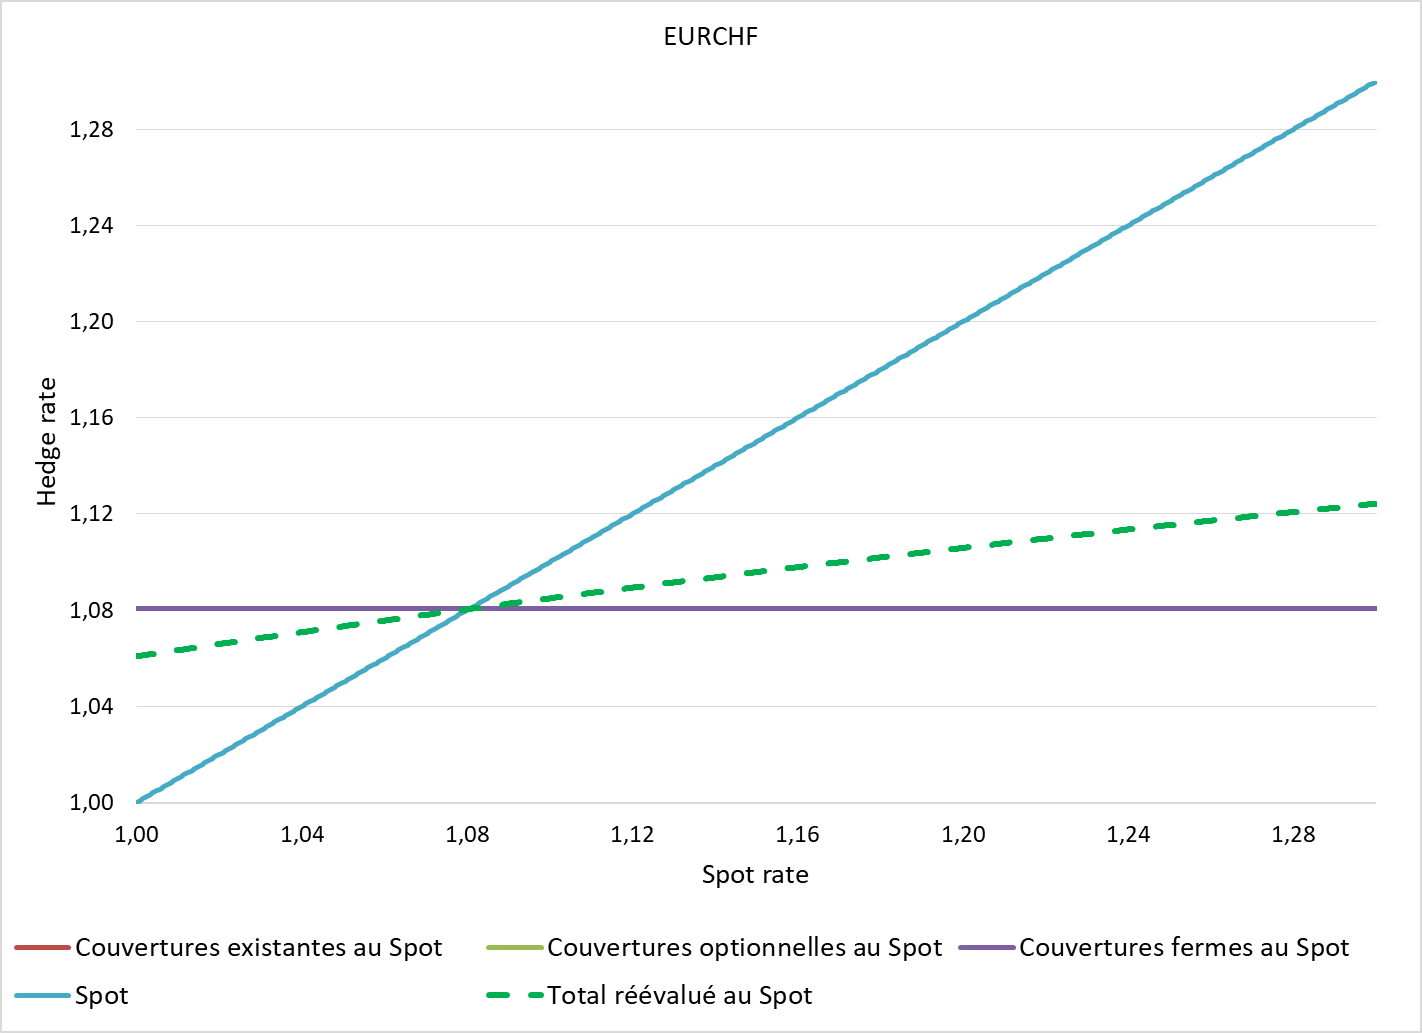 EURCHF
1,28
1,24
1,20
1,16
1,12
1,08
1,04
1,00
Hedge rate
1,00 1,04 1,08 1,12 1,16 1,20 1,24 1,28
Spot rate
Couvertures existantes au Spot Couvertures optionnelles au Spot Couvertures fermes au Spot
Spot Total réévalué au Spot